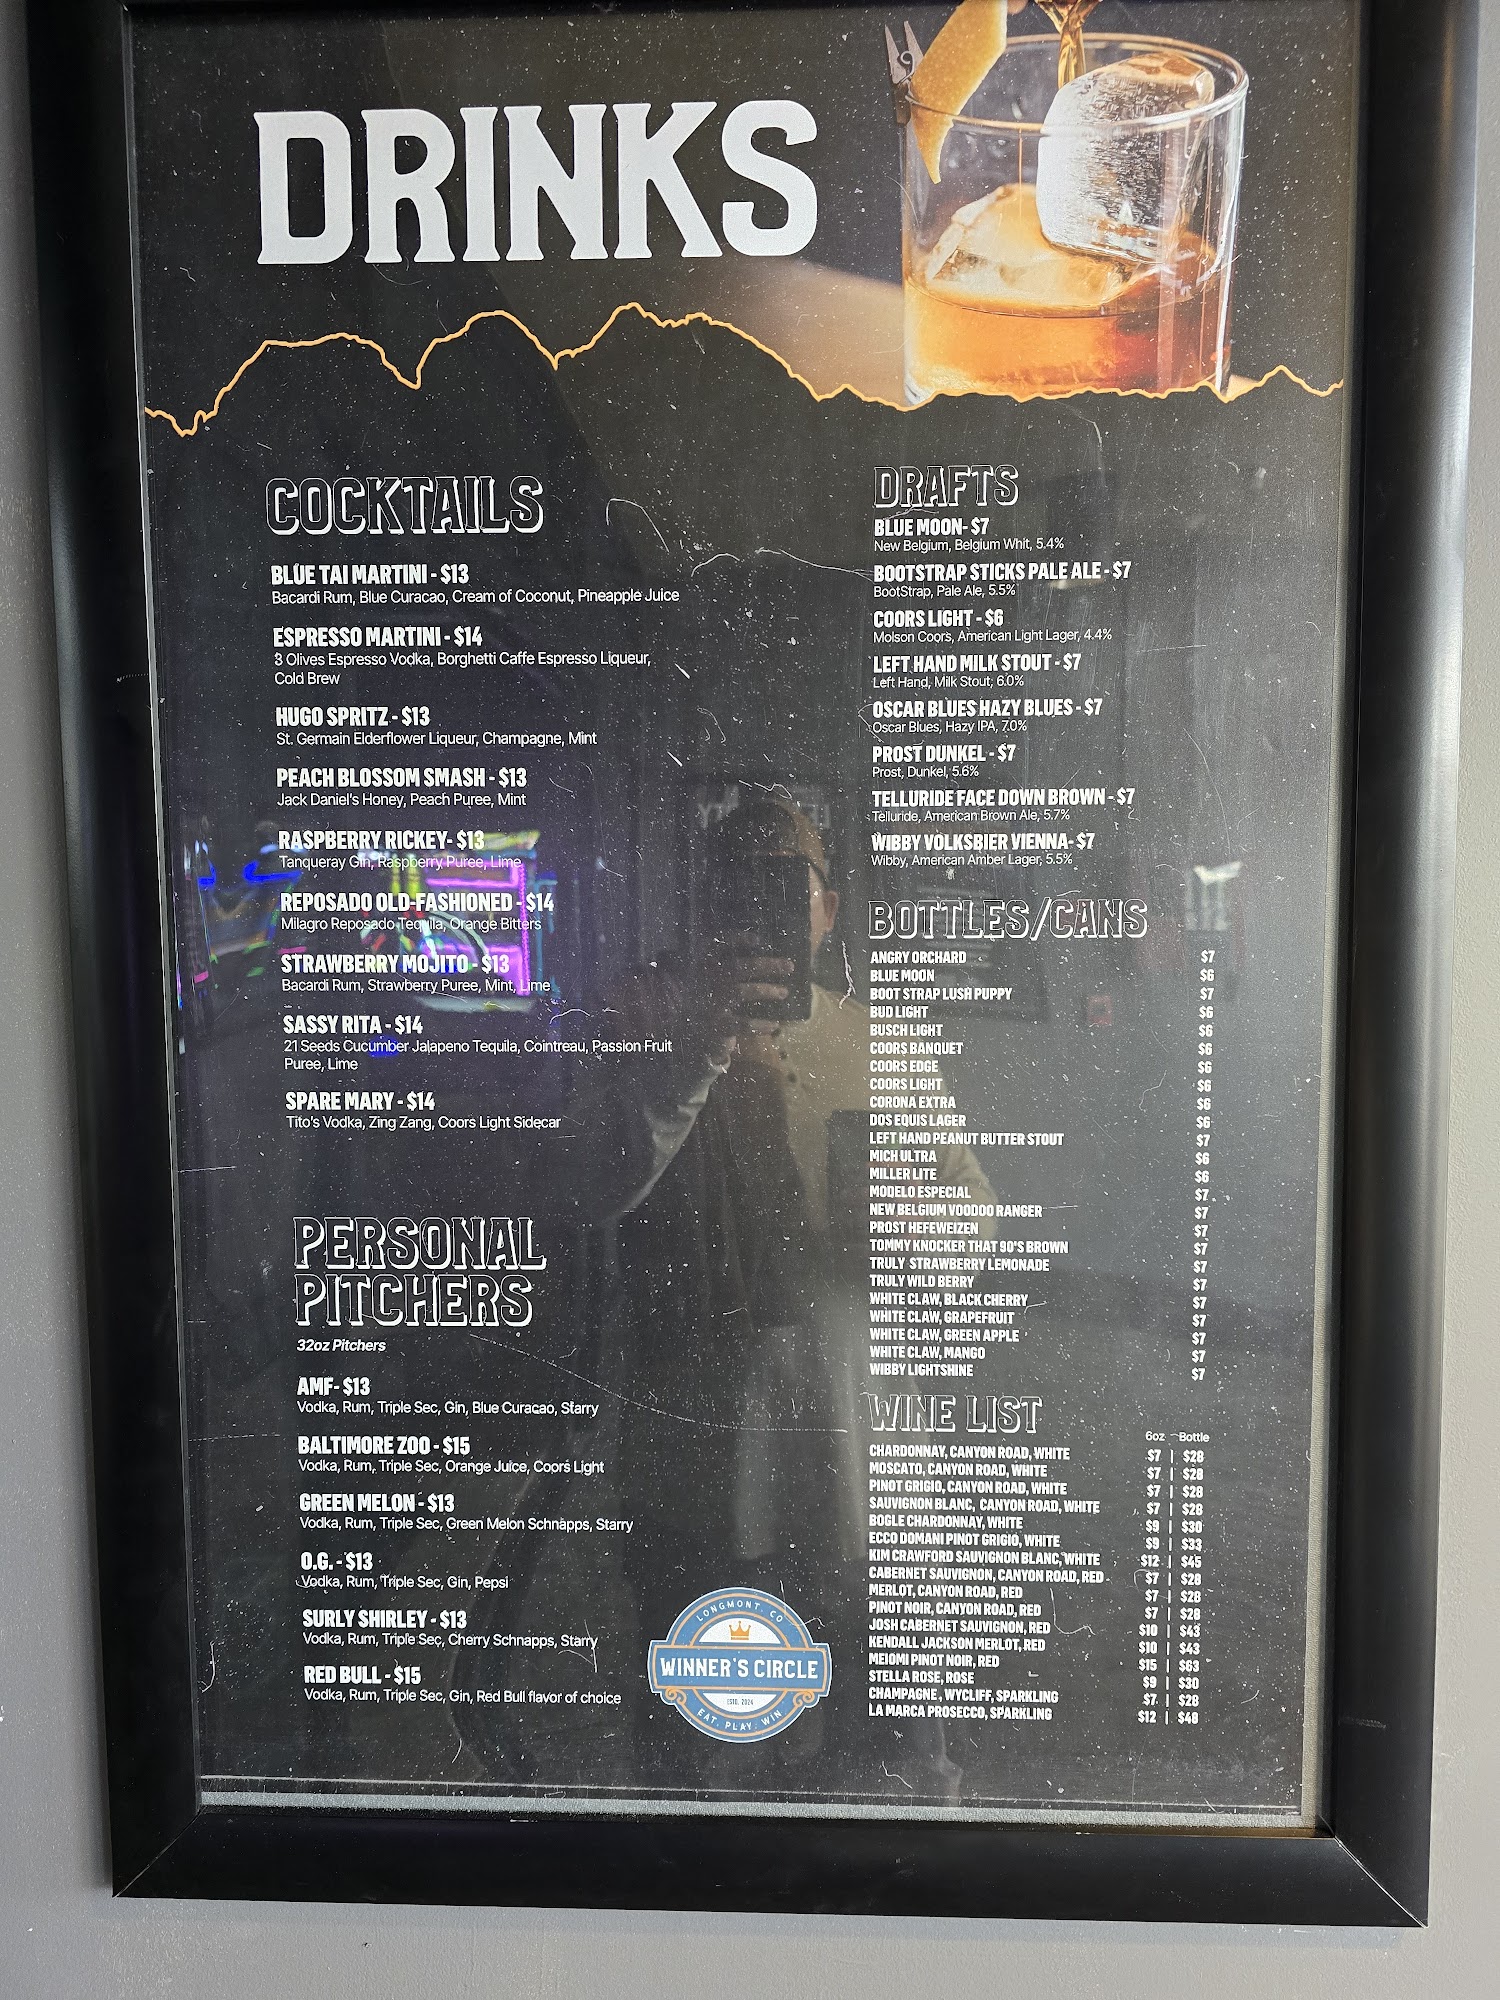 DRINKS
COCKTAILS
BLUE TAI MARTINI - $13
Bacardi Rum, Blue Curacao, Cream of Coconut, Pineapple Juice
ESPRESSO MARTINI - $14
3 Olives Espresso Vodka, Borghetti Caffe Espresso Liqueur,
Cold Brew
HUGO SPRITZ - $13
St. Germain Elderflower Liqueur, Champagne, Mint
PEACH BLOSSOM SMASH - $13
Jack Daniel's Honey, Peach Puree, Mint
RASPBERRY RICKEY- $13
Tanqueray Gin, Raspberry Puree, Lime
REPOSADO OLD-FASHIONED - $14
Milagro Reposado Tequila, Orange Bitters
STRAWBERRY MOJITO - $13
Bacardi Rum, Strawberry Puree, Mint, Lime
SASSY RITA - $14
21 Seeds Cucumber Jalapeno Tequila, Cointreau, Passion Fruit
Puree, Lime
SPARE MARY - $14
Tito's Vodka, Zing Zang, Coors Light Sidecar
PERSONAL
PITCHERS
32oz Pitchers
AMF- $13
Vodka, Rum, Triple Sec, Gin, Blue Curacao, Starry
BALTIMORE ZOO - $15
Vodka, Rum, Triple Sec, Orange Juice, Coors Light
GREEN MELON - $13
Vodka, Rum, Triple Sec, Green Melon Schnapps, Starry
O.G. - $13
Vodka, Rum, Triple Sec, Gin, Pepsi
SURLY SHIRLEY - $13
Vodka, Rum, Triple Sec, Cherry Schnapps, Starry
RED BULL - $15
Vodka, Rum, Triple Sec, Gin, Red Bull flavor of choice
LONGMONT, CO
WINNER'S CIRCLE
ESTD. 2024
EAT. PLAY. WIN
DRAFTS
BLUE MOON- $7
New Belgium, Belgium Whit, 5.4%
BOOTSTRAP STICKS PALE ALE - $7
BootStrap, Pale Ale, 5.5%
COORS LIGHT - $6
Molson Coors, American Light Lager, 4.4%
LEFT HAND MILK STOUT - $7
Left Hand, Milk Stout, 6.0%
OSCAR BLUES HAZY BLUES - $7
Oscar Blues, Hazy IPA, 7.0%
PROST DUNKEL - $7
Prost, Dunkel, 5.6%
TELLURIDE FACE DOWN BROWN - $7
Telluride, American Brown Ale, 5.7%
WIBBY VOLKSBIER VIENNA- $7
Wibby, American Amber Lager, 5.5%
BOTTLES/CANS
ANGRY ORCHARD $7
BLUE MOON $6
BOOT STRAP LUSH PUPPY $7
BUD LIGHT $6
BUSCH LIGHT $6
COORS BANQUET $6
COORS EDGE $6
COORS LIGHT $6
CORONA EXTRA $6
DOS EQUIS LAGER $6
LEFT HAND PEANUT BUTTER STOUT $7
MICH ULTRA $6
MILLER LITE $6
MODELO ESPECIAL $7
NEW BELGIUM VOODOO RANGER $7
PROST HEFEWEIZEN $7
TOMMY KNOCKER THAT 90'S BROWN $7
TRULY STRAWBERRY LEMONADE $7
TRULY WILD BERRY $7
WHITE CLAW, BLACK CHERRY $7
WHITE CLAW, GRAPEFRUIT $7
WHITE CLAW, GREEN APPLE $7
WHITE CLAW, MANGO $7
WIBBY LIGHTSHINE $7
WINE LIST
6oz Bottle
CHARDONNAY, CANYON ROAD, WHITE $7 | $28
MOSCATO, CANYON ROAD, WHITE $7 | $28
PINOT GRIGIO, CANYON ROAD, WHITE $7 | $28
SAUVIGNON BLANC, CANYON ROAD, WHITE $7 | $28
BOGLE CHARDONNAY, WHITE $9 | $30
ECCO DOMANI PINOT GRIGIO, WHITE $9 | $33
KIM CRAWFORD SAUVIGNON BLANC, WHITE $12 | $45
CABERNET SAUVIGNON, CANYON ROAD, RED $7 | $28
MERLOT, CANYON ROAD, RED $7 | $28
PINOT NOIR, CANYON ROAD, RED $7 | $28
JOSH CABERNET SAUVIGNON, RED $10 | $43
KENDALL JACKSON MERLOT, RED $10 | $43
MEIOMI PINOT NOIR, RED $15 | $63
STELLA ROSE, ROSE $9 | $30
CHAMPAGNE, WYCLIFF, SPARKLING $7 | $28
LA MARCA PROSECCO, SPARKLING $12 | $48